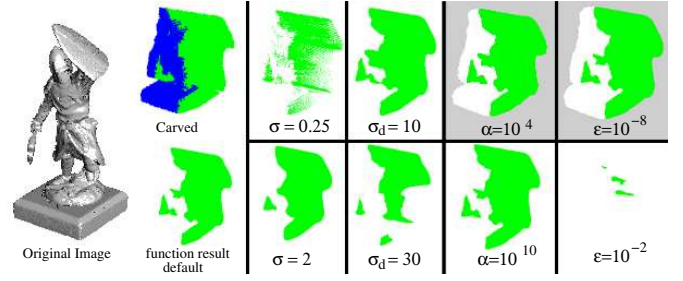 Carved
σ = 0.25
σd = 10
α=10 4
ε=10 -8
Original Image
function result
default
σ = 2
σd = 30
α=10 10
ε=10 -2